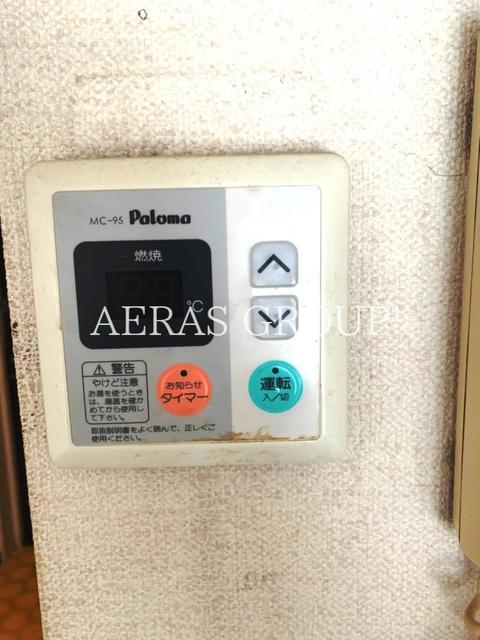 MC-95 Paloma
燃焼
℃
AERAS GROUP
⚠ 警告
やけど注意
お湯を使うとき
は、湯温を確か
めてから使用し
て下さい。
お知らせ
タイマー
運転
入/切
取扱説明書をよく読んで、正しくご
使用ください。